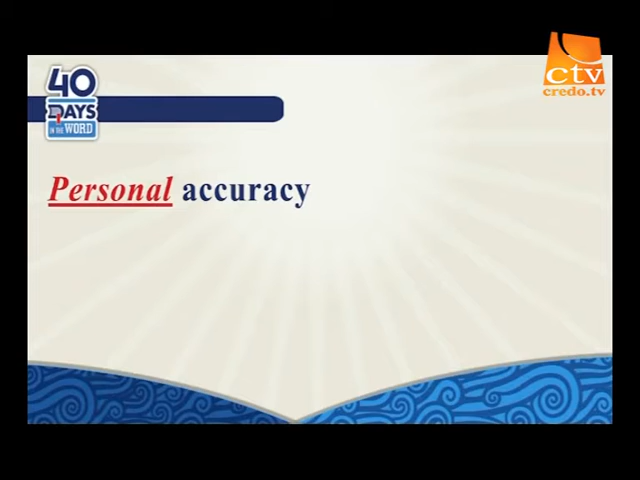 ctv
credo.tv
40
DAYS
IN THE WORD
Personal accuracy